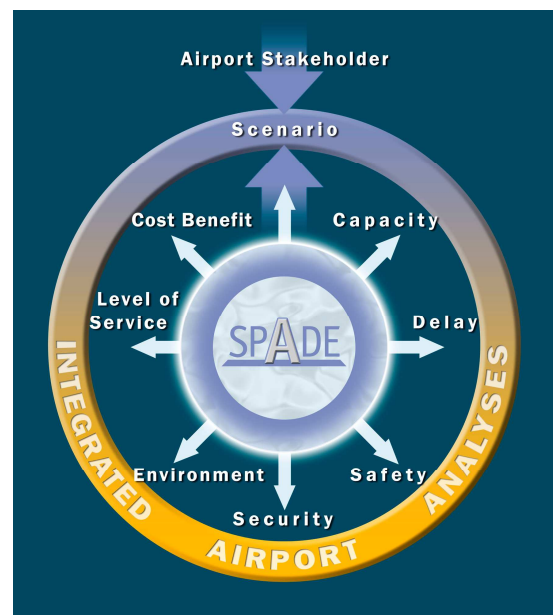 Airport Stakeholder
Scenario
Cost Benefit
Capacity
Level of
Service
Delay
SPADE
Environment
Safety
Security
INTEGRATED AIRPORT ANALYSES